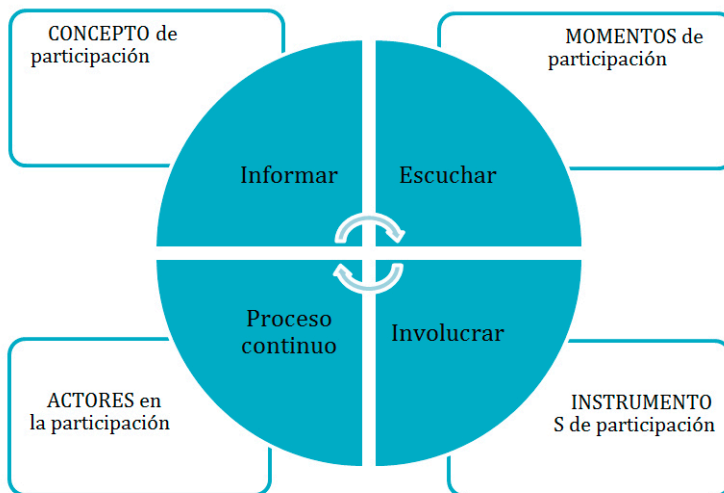 CONCEPTO de
participación
MOMENTOS de
participación
Informar
Escuchar
Proceso
continuo
Involucrar
ACTORES en
la participación
INSTRUMENTO
S de participación